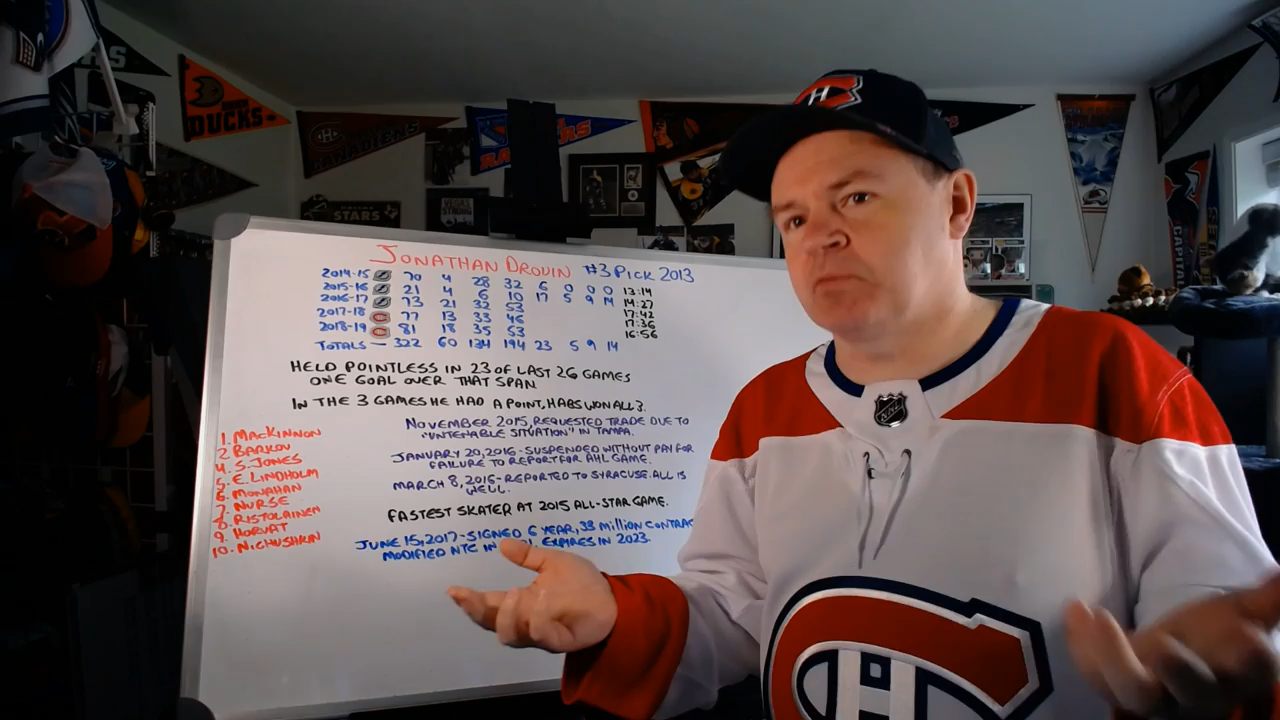 JONATHAN DROUIN #3 PICK 2013
2014-15 70 4 28 32 6 0 0 0 13:14
2015-16 21 4 6 10 17 5 9 14 14:27
2016-17 73 21 32 53 17:42
2017-18 77 13 33 46 17:36
2018-19 81 18 35 53 16:56
TOTALS — 322 60 134 194 23 5 9 14
HELD POINTLESS IN 23 OF LAST 26 GAMES
ONE GOAL OVER THAT SPAN
IN THE 3 GAMES HE HAD A POINT, HABS WON ALL 3.
NOVEMBER 2015, REQUESTED TRADE DUE TO
"UNTENABLE SITUATION" IN TAMPA.
JANUARY 20, 2016 - SUSPENDED WITHOUT PAY FOR
FAILURE TO REPORT FOR AHL GAME.
MARCH 8, 2016 - REPORTED TO SYRACUSE. ALL IS
WELL.
FASTEST SKATER AT 2015 ALL-STAR GAME.
JUNE 15, 2017 - SIGNED 6 YEAR, 33 MILLION CONTRAC
MODIFIED NTC IN EXPIRES IN 2023.
1. MACKINNON
2 BARKOV
4. S. JONES
5. E. LINDHOLM
6. MONAHAN
7. NURSE
8. RISTOLAINEN
9. HORVAT
10. NICHUSHKIN
DUCKS
CANADIENS
STARS
VEGAS
STRONG
CAPITAL
NHL